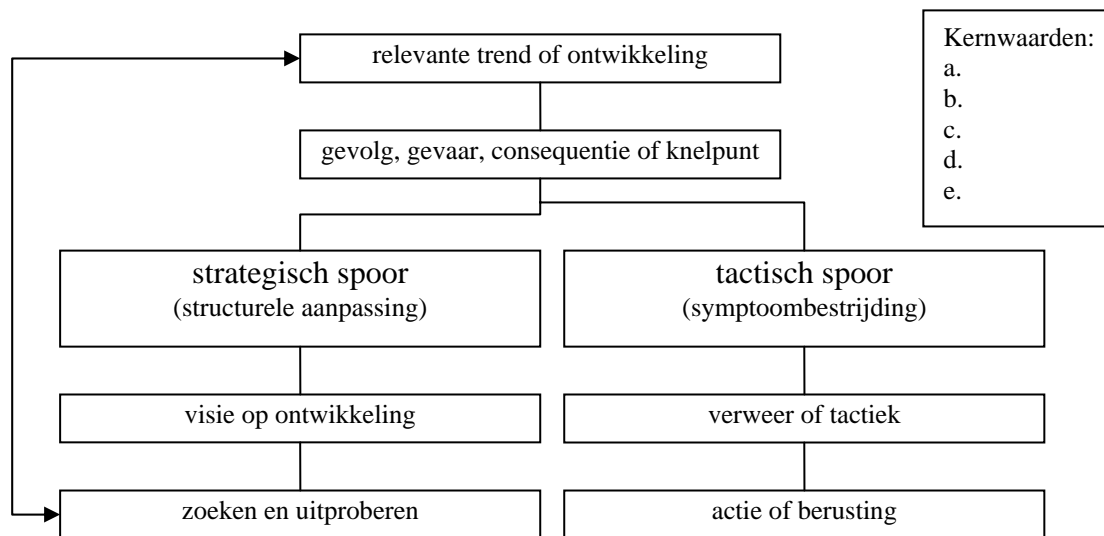 relevante trend of ontwikkeling
Kernwaarden:
a.
b.
c.
d.
e.
gevolg, gevaar, consequentie of knelpunt
strategisch spoor
(structurele aanpassing)
tactisch spoor
(symptoombestrijding)
visie op ontwikkeling
verweer of tactiek
zoeken en uitproberen
actie of berusting